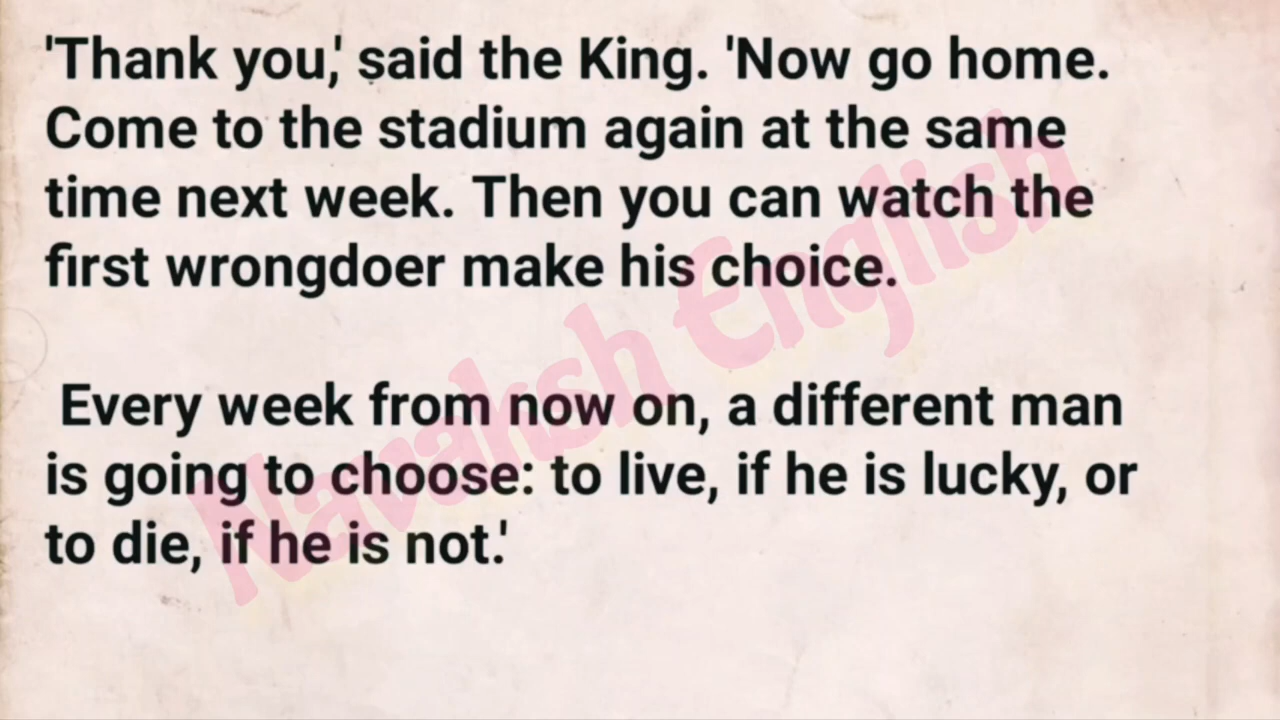 'Thank you,' said the King. 'Now go home.
Come to the stadium again at the same
time next week. Then you can watch the
first wrongdoer make his choice.
Every week from now on, a different man
is going to choose: to live, if he is lucky, or
to die, if he is not.'
Navaksh English